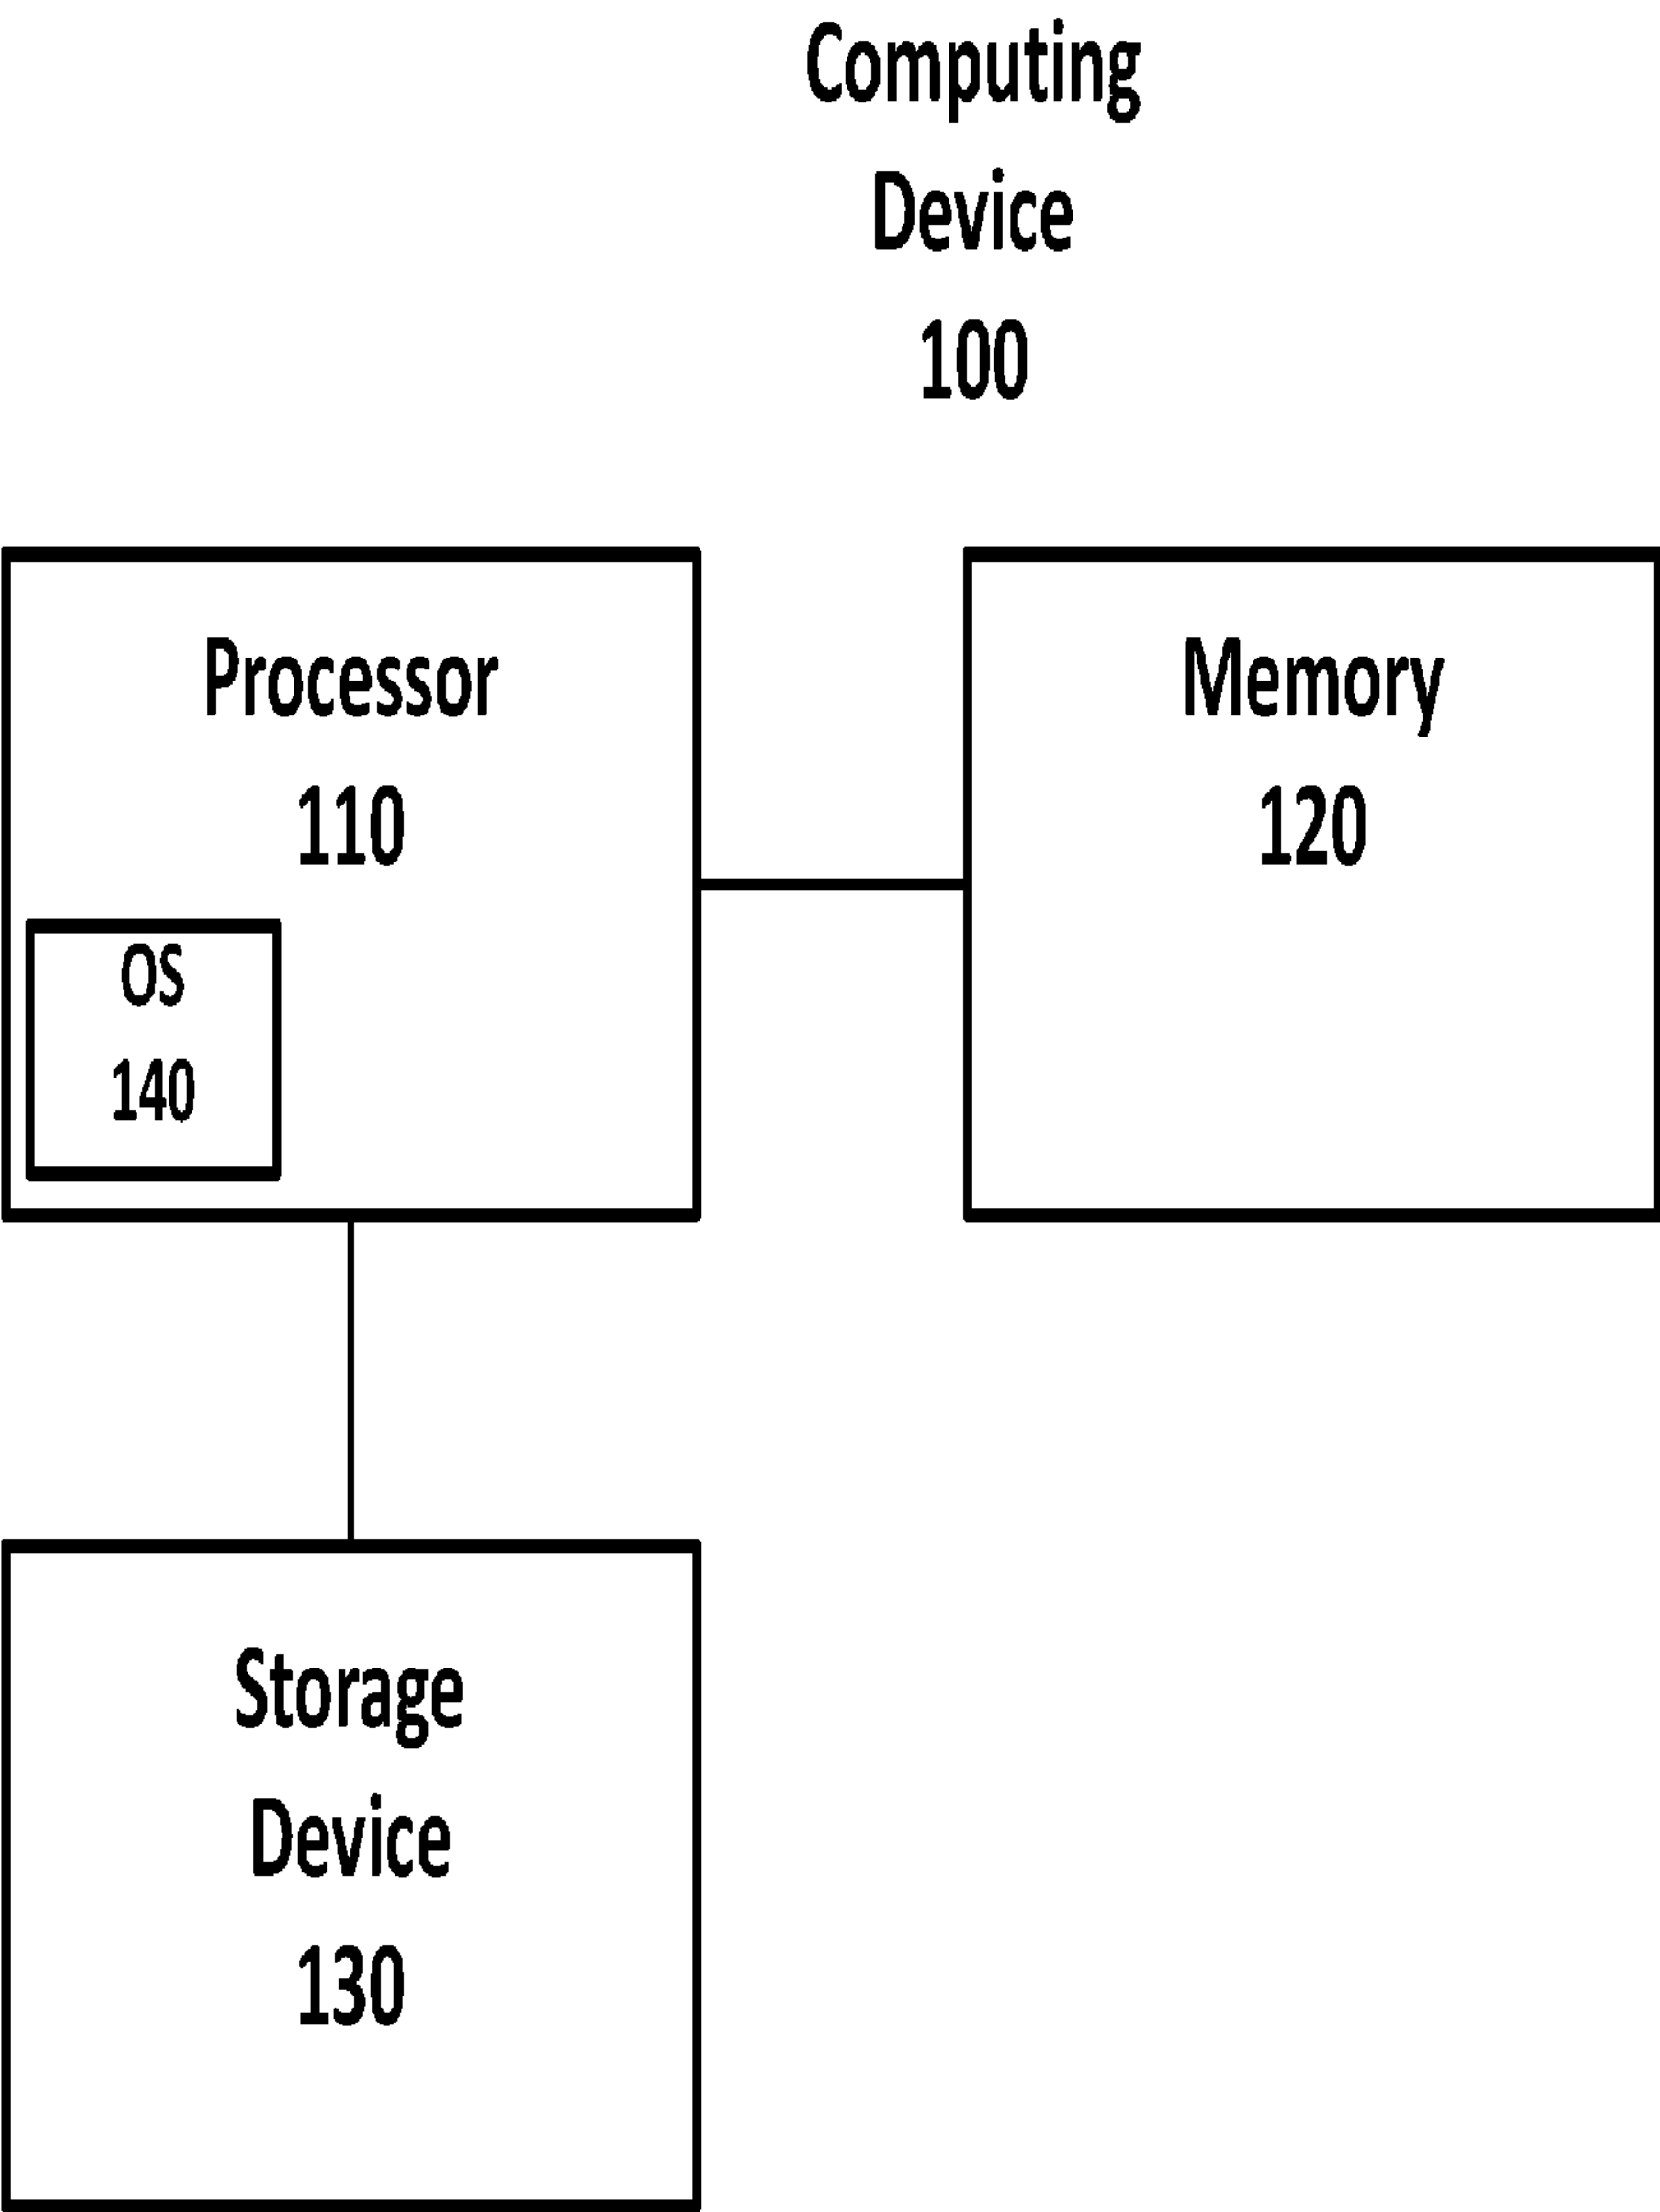 Computing
Device
100
Processor
110
Memory
120
OS
140
Storage
Device
130